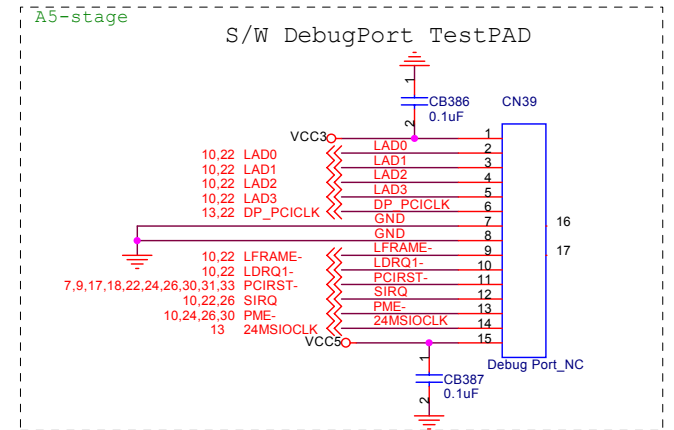 A5-stage
S/W DebugPort TestPAD
1
CB386
0.1uF
2
CN39
VCC3 1
10,22 LAD0 LAD0 2
10,22 LAD1 LAD1 3
10,22 LAD2 LAD2 4
10,22 LAD3 LAD3 5
13,22 DP_PCICLK DP_PCICLK 6
GND 7
16
GND 8
10,22 LFRAME- LFRAME- 9
17
10,22 LDRQ1- LDRQ1- 10
7,9,17,18,22,24,26,30,31,33 PCIRST- PCIRST- 11
10,22,26 SIRQ SIRQ 12
10,24,26,30 PME- PME- 13
13 24MSIOCLK 24MSIOCLK 14
VCC5 15
Debug Port_NC
1
CB387
0.1uF
2